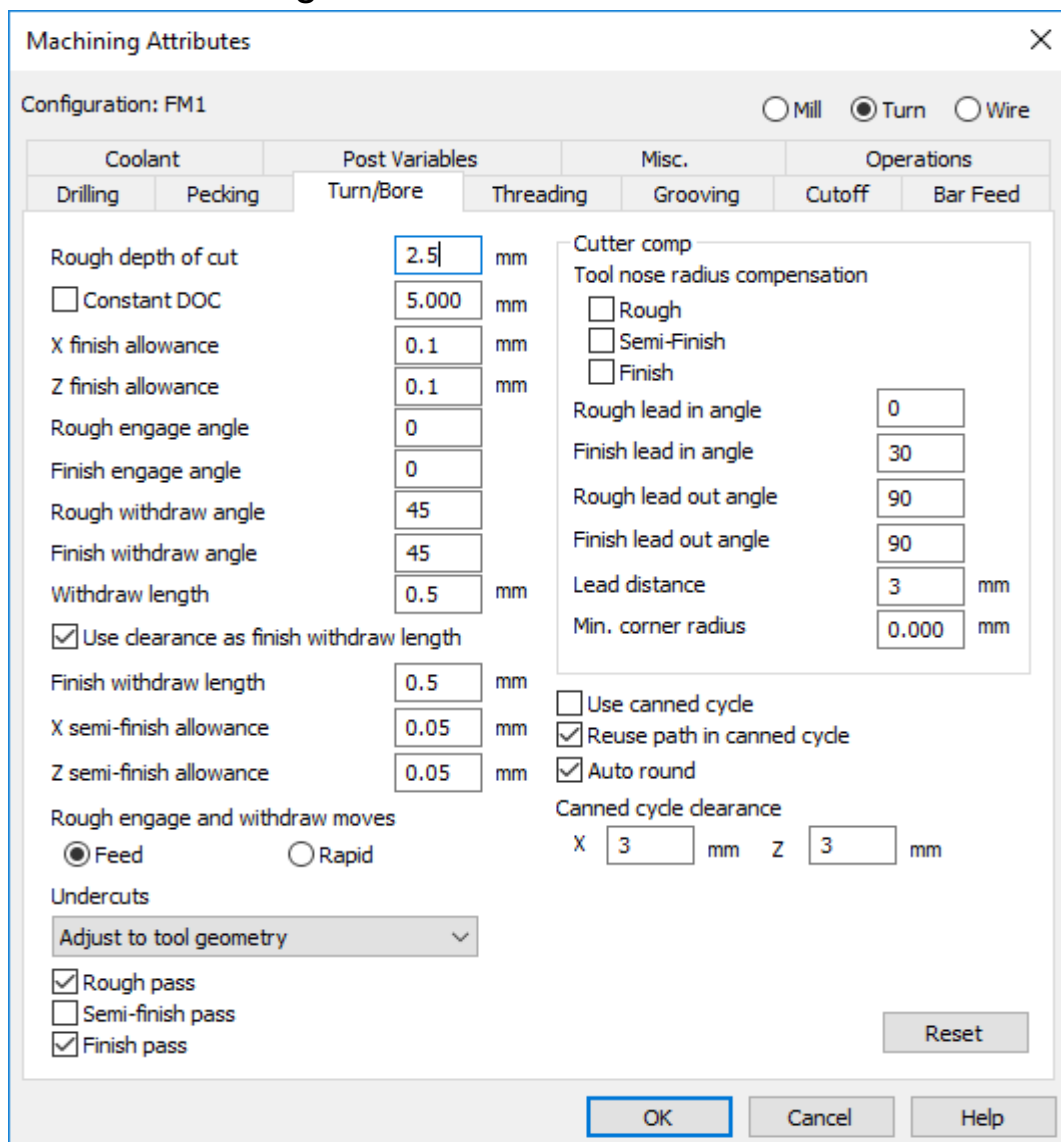 Machining Attributes
Configuration: FM1
Mill Turn Wire
Coolant Post Variables Misc. Operations
Drilling Pecking Turn/Bore Threading Grooving Cutoff Bar Feed
Rough depth of cut 2.5 mm
Constant DOC 5.000 mm
X finish allowance 0.1 mm
Z finish allowance 0.1 mm
Rough engage angle 0
Finish engage angle 0
Rough withdraw angle 45
Finish withdraw angle 45
Withdraw length 0.5 mm
Use clearance as finish withdraw length
Finish withdraw length 0.5 mm
X semi-finish allowance 0.05 mm
Z semi-finish allowance 0.05 mm
Rough engage and withdraw moves
Feed Rapid
Undercuts
Adjust to tool geometry
Rough pass
Semi-finish pass
Finish pass
Cutter comp
Tool nose radius compensation
Rough
Semi-Finish
Finish
Rough lead in angle 0
Finish lead in angle 30
Rough lead out angle 90
Finish lead out angle 90
Lead distance 3 mm
Min. corner radius 0.000 mm
Use canned cycle
Reuse path in canned cycle
Auto round
Canned cycle clearance
X 3 mm Z 3 mm
Reset
OK Cancel Help